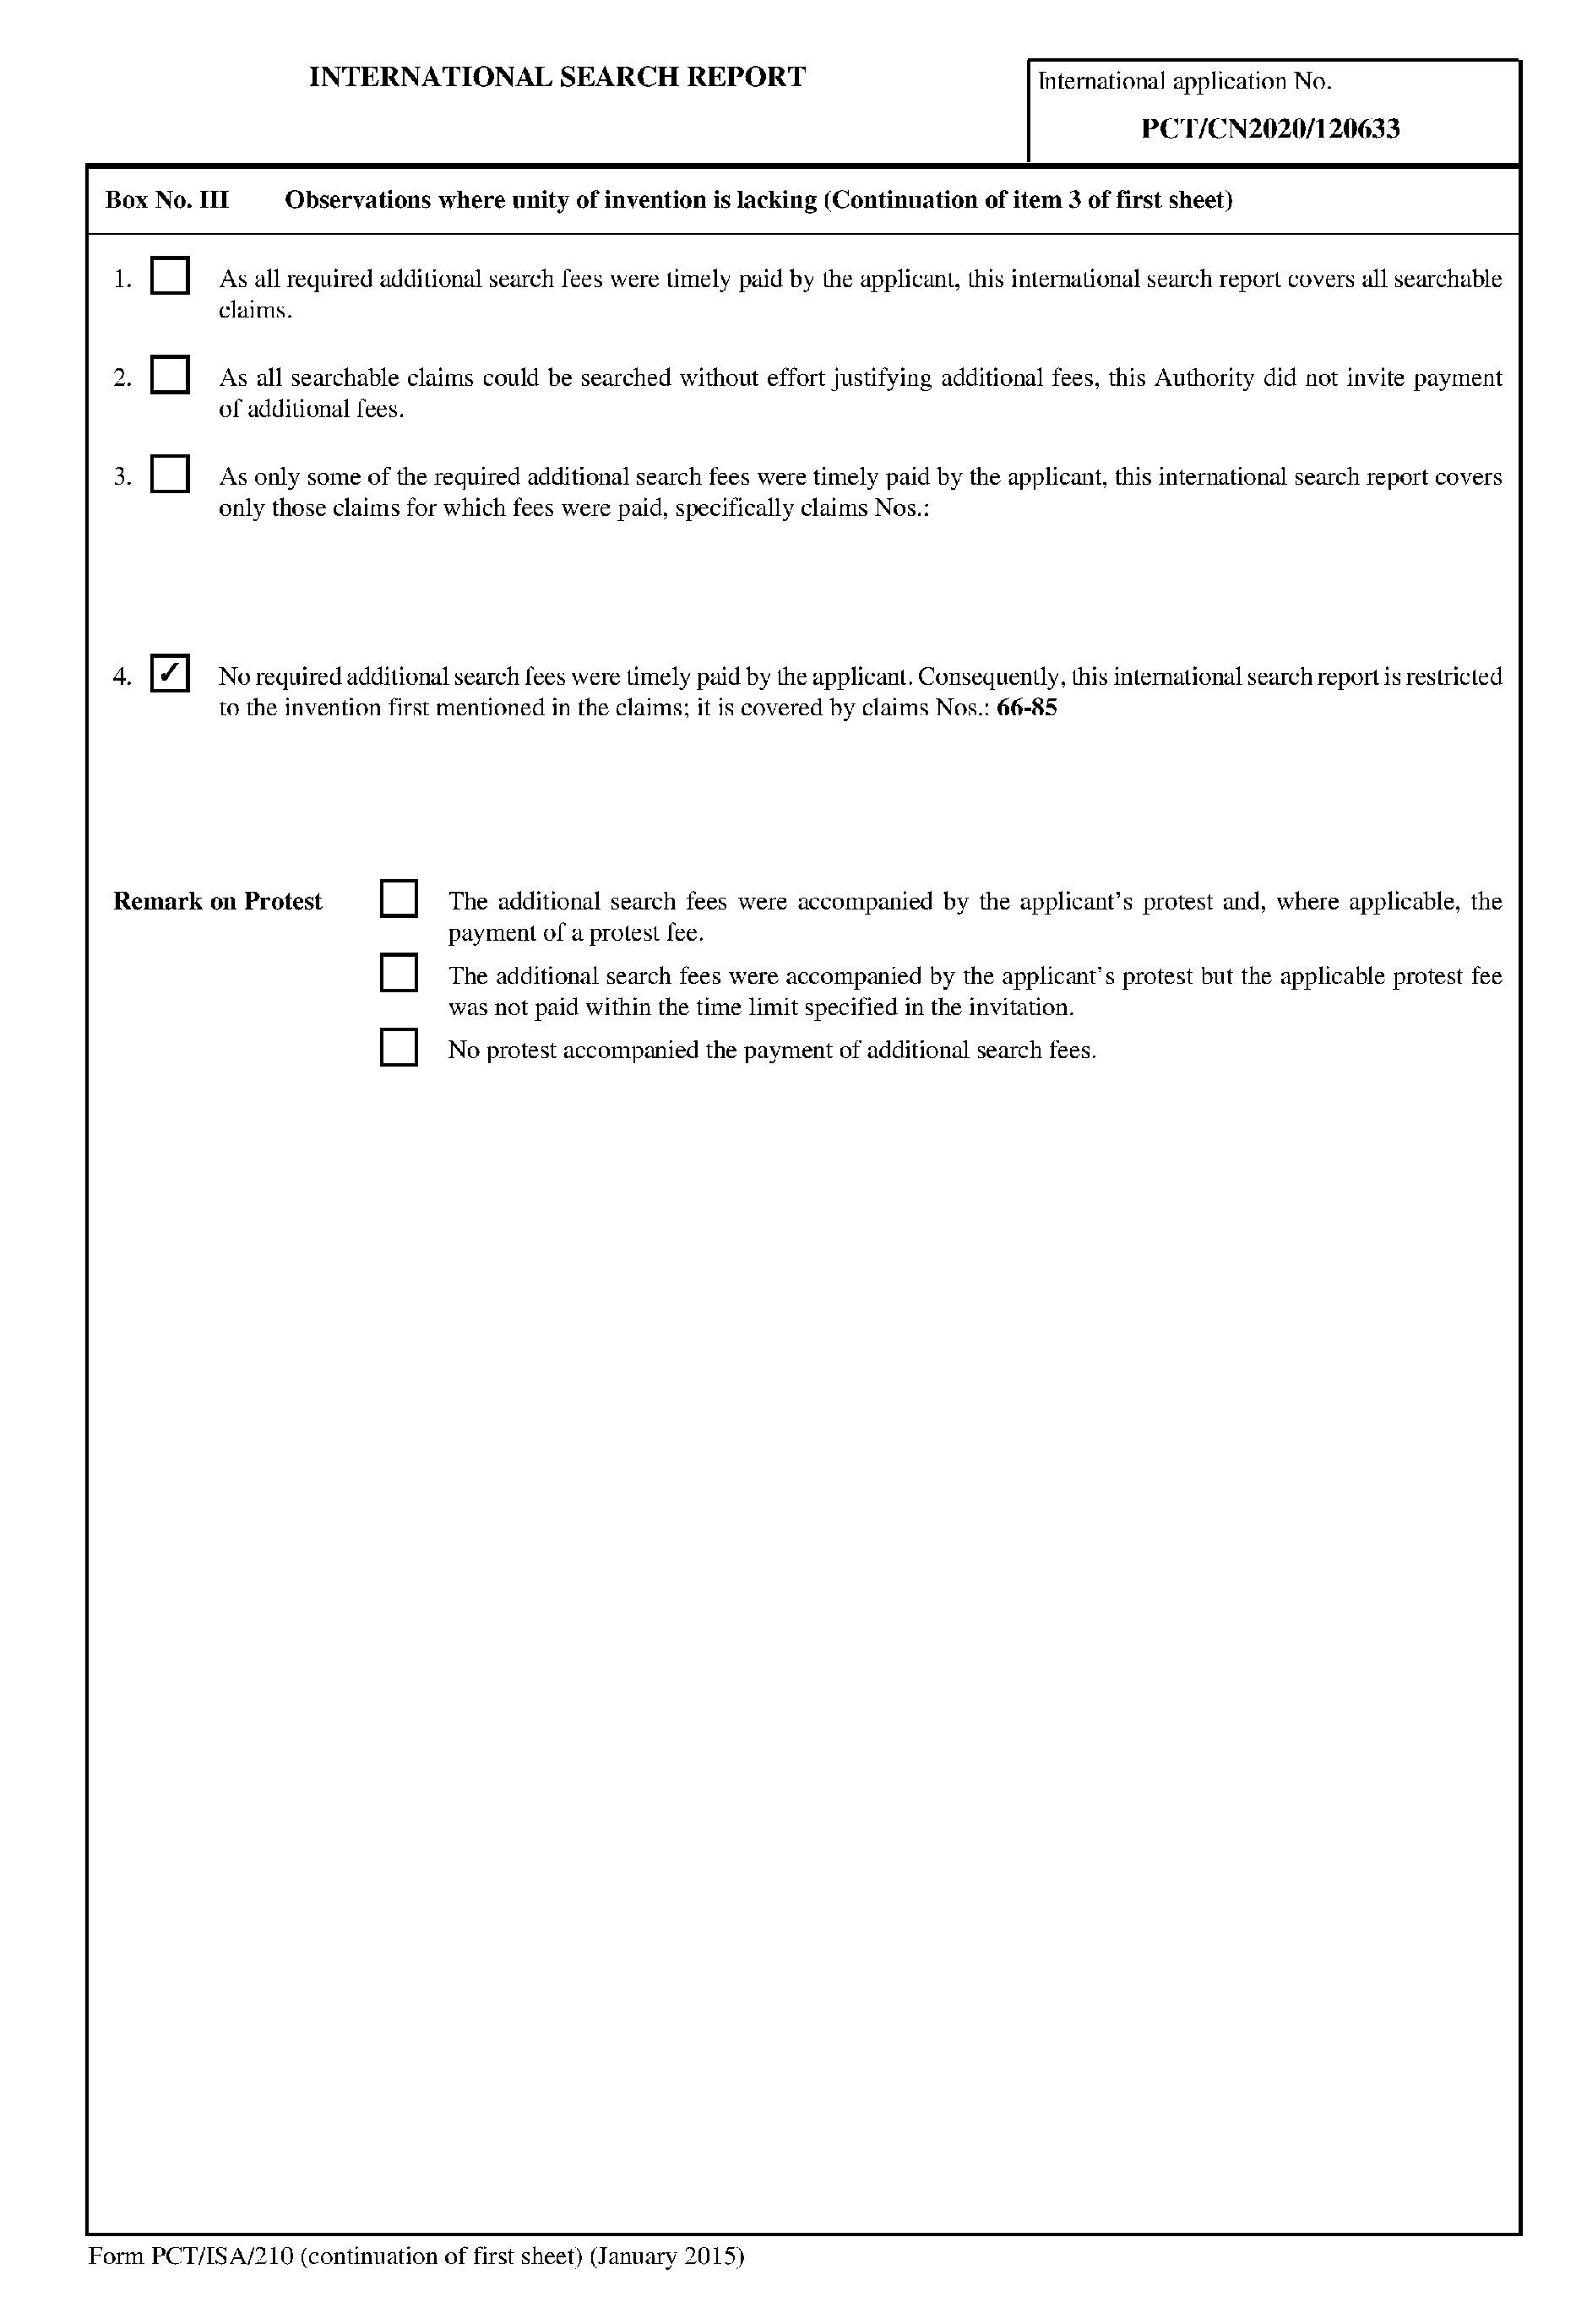 INTERNATIONAL SEARCH REPORT
International application No.
PCT/CN2020/120633
Box No. III Observations where unity of invention is lacking (Continuation of item 3 of first sheet)
1. As all required additional search fees were timely paid by the applicant, this international search report covers all searchable
claims.
2. As all searchable claims could be searched without effort justifying additional fees, this Authority did not invite payment
of additional fees.
3. As only some of the required additional search fees were timely paid by the applicant, this international search report covers
only those claims for which fees were paid, specifically claims Nos.:
4. ✓ No required additional search fees were timely paid by the applicant. Consequently, this international search report is restricted
to the invention first mentioned in the claims; it is covered by claims Nos.: 66-85
Remark on Protest The additional search fees were accompanied by the applicant's protest and, where applicable, the
payment of a protest fee.
The additional search fees were accompanied by the applicant's protest but the applicable protest fee
was not paid within the time limit specified in the invitation.
No protest accompanied the payment of additional search fees.
Form PCT/ISA/210 (continuation of first sheet) (January 2015)